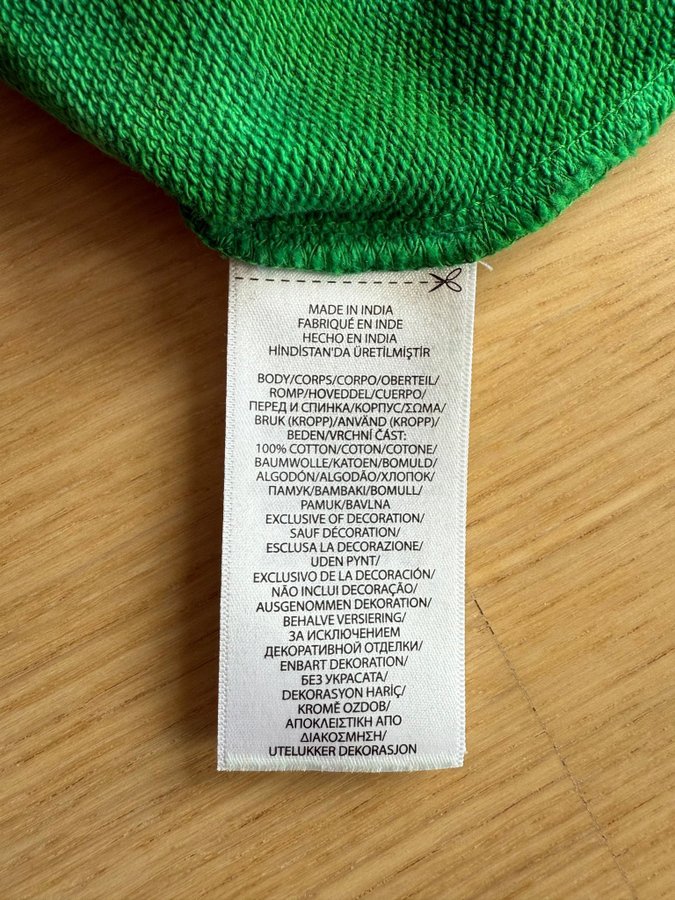 MADE IN INDIA
FABRIQUÉ EN INDE
HECHO EN INDIA
HİNDİSTAN'DA ÜRETİLMİŞTİR
BODY/CORPS/CORPO/OBERTEIL/
ROMP/HOVEDDEL/CUERPO/
ПЕРЕД И СПИНКА/КОРПУС/ΣΩΜΑ/
BRUK (KROPP)/ANVÄND (KROPP)/
BEDEN/VRCHNÍ ČÁST:
100% COTTON/COTON/COTONE/
BAUMWOLLE/KATOEN/BOMULD/
ALGODÓN/ALGODÃO/ХЛОПОК/
ПАМУК/BAMBAKI/BOMULL/
PAMUK/BAVLNA
EXCLUSIVE OF DECORATION/
SAUF DÉCORATION/
ESCLUSA LA DECORAZIONE/
UDEN PYNT/
EXCLUSIVO DE LA DECORACIÓN/
NÃO INCLUI DECORAÇÃO/
AUSGENOMMEN DEKORATION/
BEHALVE VERSIERING/
ЗА ИСКЛЮЧЕНИЕМ
ДЕКОРАТИВНОЙ ОТДЕЛКИ/
ENBART DEKORATION/
БЕЗ УКРАСАТА/
DEKORASYON HARİÇ/
KROMĚ OZDOB/
ΑΠΟΚΛΕΙΣΤΙΚΗ ΑΠΟ
ΔΙΑΚΟΣΜΗΣΗ/
UTELUKKER DEKORASJON